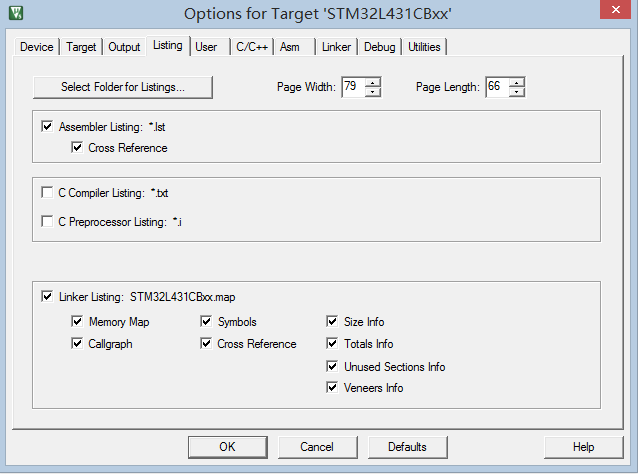 Options for Target 'STM32L431CBxx'
Device Target Output Listing User C/C++ Asm Linker Debug Utilities
Select Folder for Listings... Page Width: 79 Page Length: 66
Assembler Listing: *.lst
Cross Reference
C Compiler Listing: *.txt
C Preprocessor Listing: *.i
Linker Listing: STM32L431CBxx.map
Memory Map Symbols Size Info
Callgraph Cross Reference Totals Info
Unused Sections Info
Veneers Info
OK Cancel Defaults Help